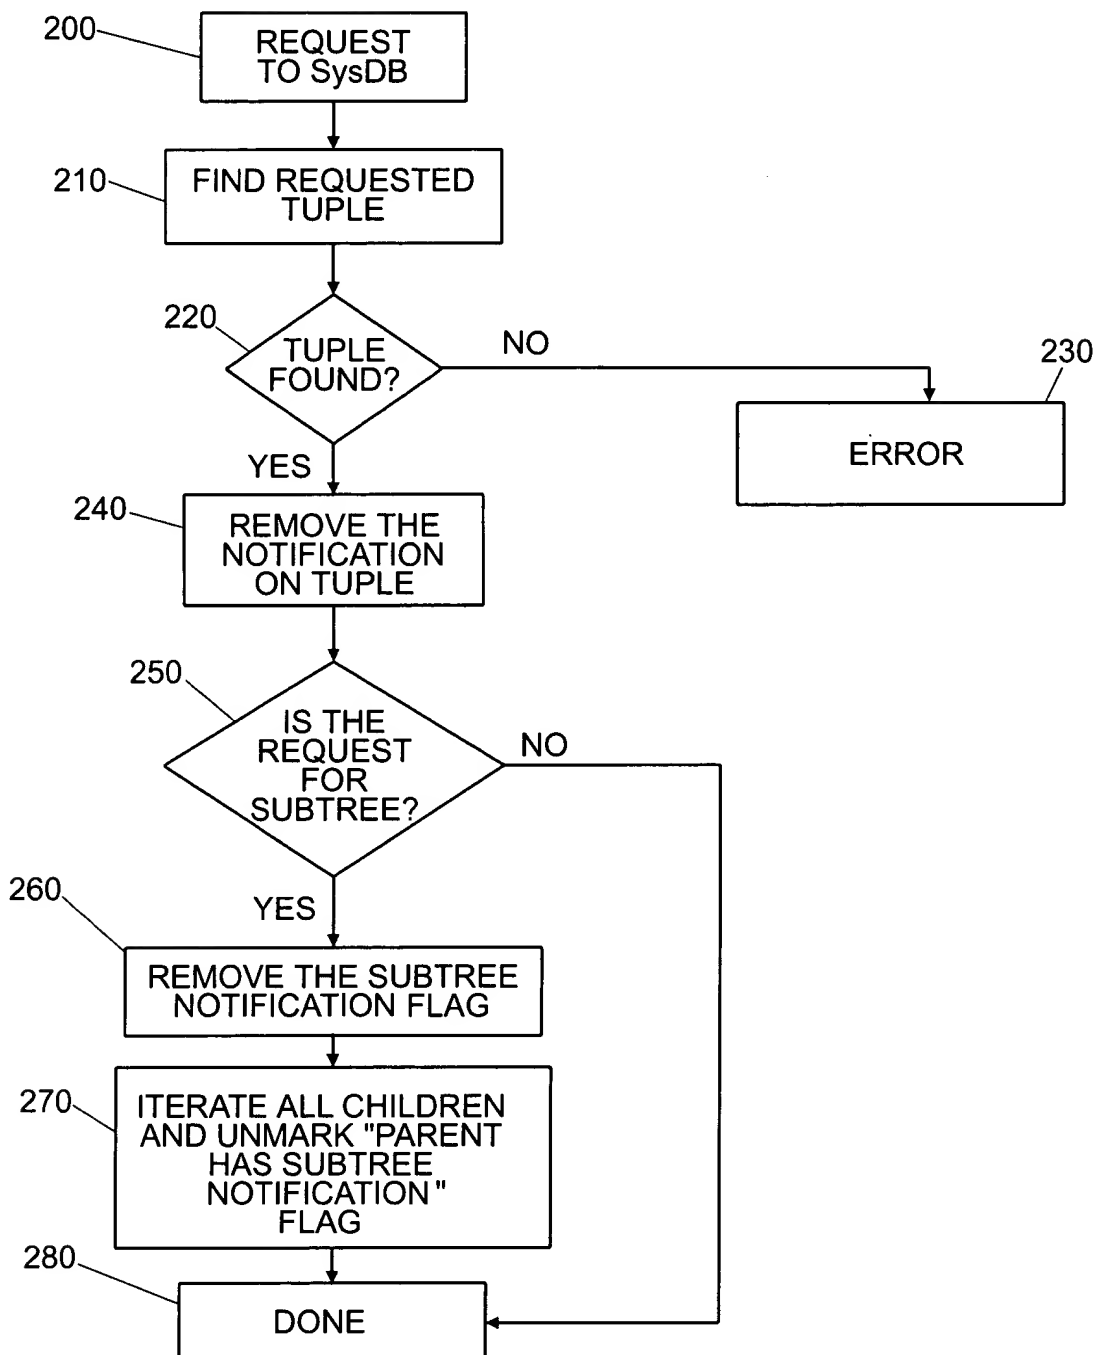 200
REQUEST
TO SysDB
210
FIND REQUESTED
TUPLE
220
TUPLE
FOUND?
NO
230
ERROR
YES
240
REMOVE THE
NOTIFICATION
ON TUPLE
250
IS THE
REQUEST
FOR
SUBTREE?
NO
YES
260
REMOVE THE SUBTREE
NOTIFICATION FLAG
270
ITERATE ALL CHILDREN
AND UNMARK "PARENT
HAS SUBTREE
NOTIFICATION"
FLAG
280
DONE